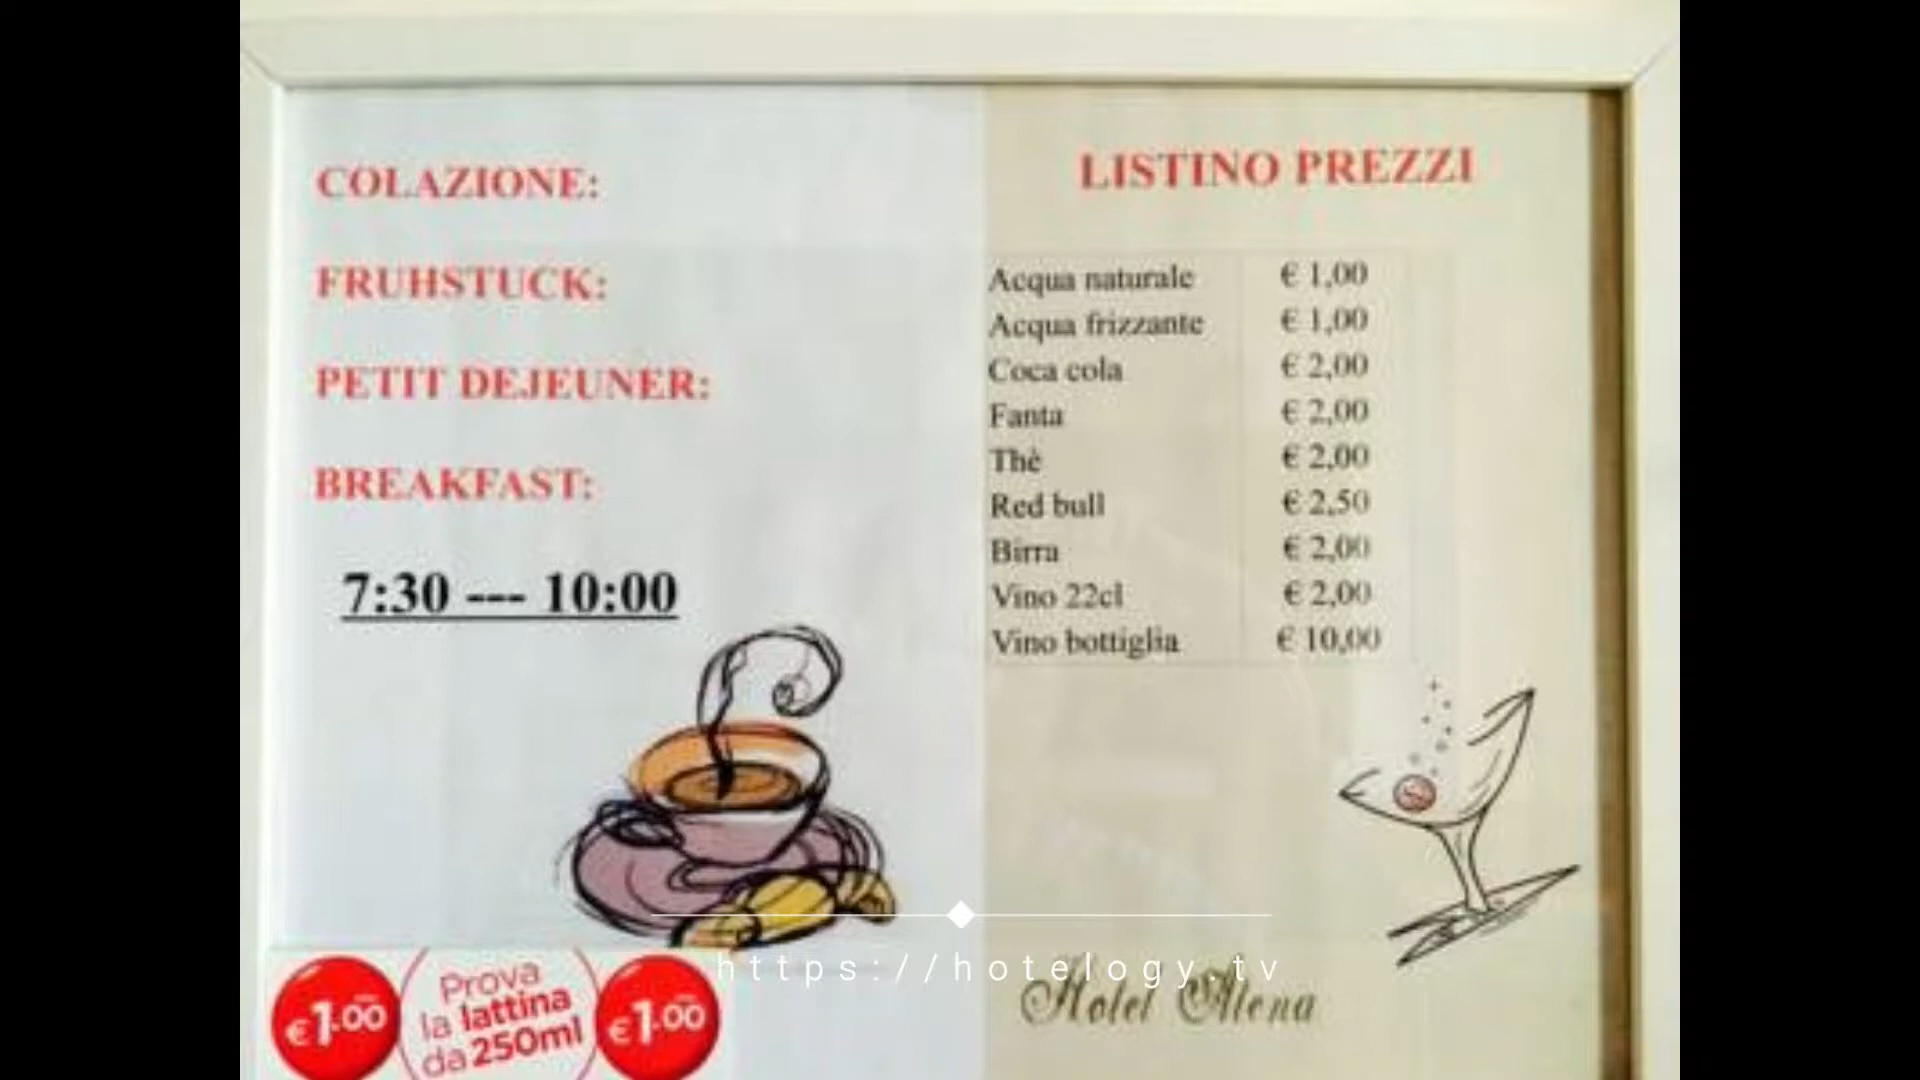 COLAZIONE:
FRUHSTUCK:
PETIT DEJEUNER:
BREAKFAST:
7:30 --- 10:00
LISTINO PREZZI
Acqua naturale € 1,00
Acqua frizzante € 1,00
Coca cola € 2,00
Fanta € 2,00
Thè € 2,00
Red bull € 2,50
Birra € 2,00
Vino 22cl € 2,00
Vino bottiglia € 10,00
€1.00
Prova
la lattina
da 250ml
€1.00
https://hotelogy.tv
Hotel Alena